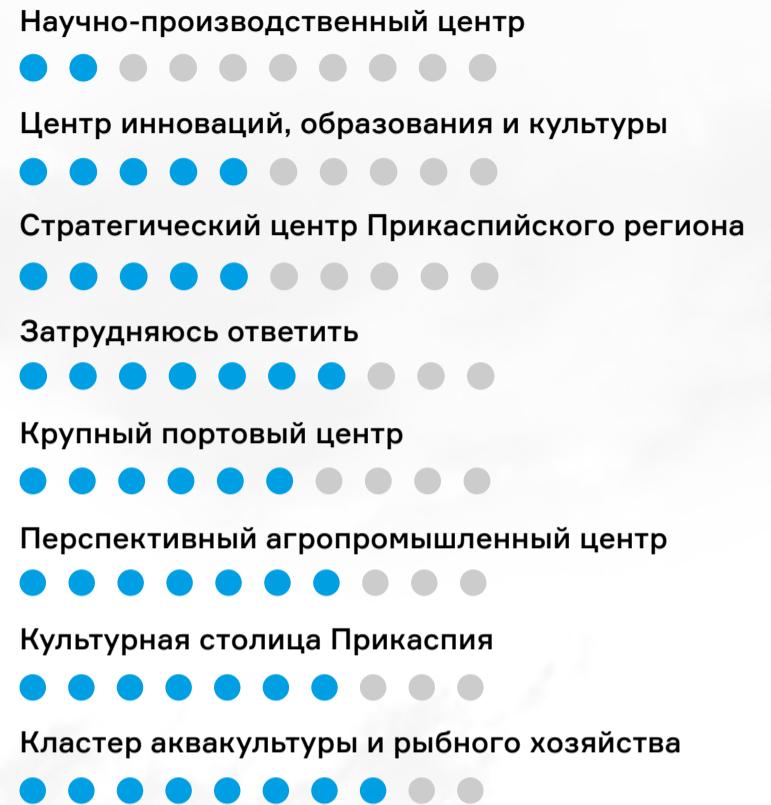 Научно-производственный центр
Центр инноваций, образования и культуры
Стратегический центр Прикаспийского региона
Затрудняюсь ответить
Крупный портовый центр
Перспективный агропромышленный центр
Культурная столица Прикаспия
Кластер аквакультуры и рыбного хозяйства